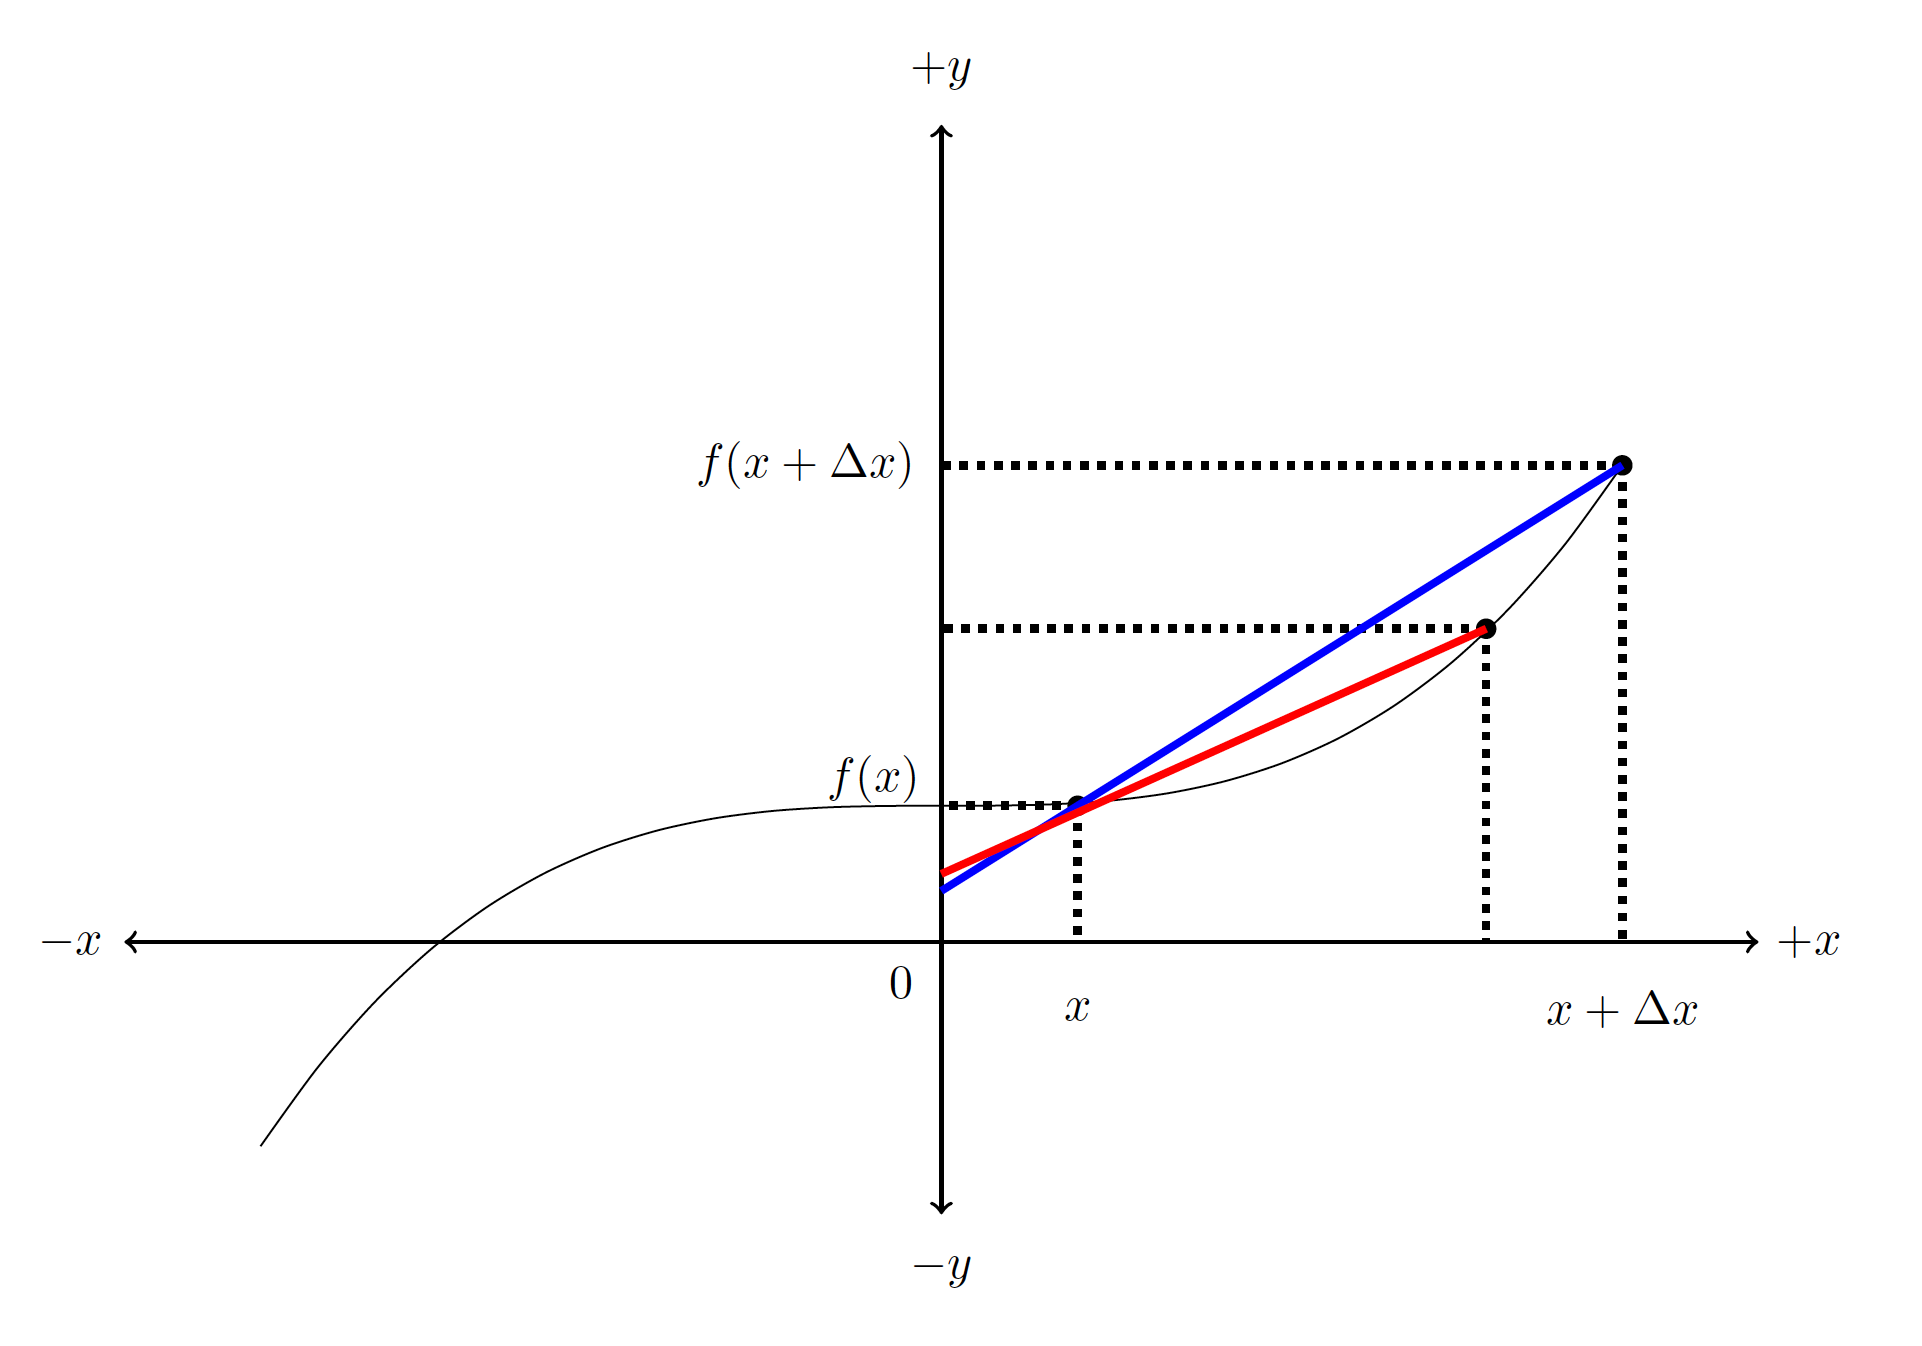 +y
f(x + Δx)
f(x)
−x
+x
0
x
x + Δx
−y